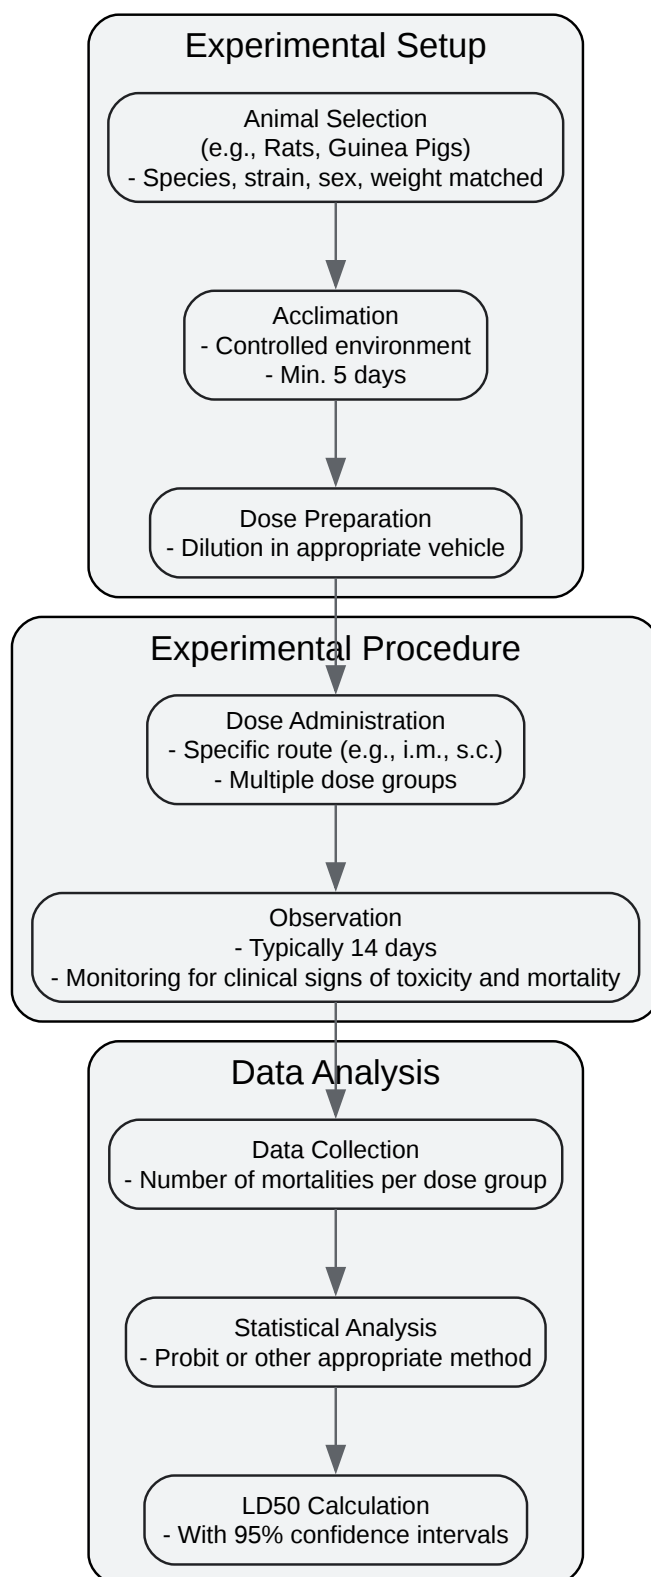 Experimental Setup
Animal Selection
(e.g., Rats, Guinea Pigs)
- Species, strain, sex, weight matched
Acclimation
- Controlled environment
- Min. 5 days
Dose Preparation
- Dilution in appropriate vehicle
Experimental Procedure
Dose Administration
- Specific route (e.g., i.m., s.c.)
- Multiple dose groups
Observation
- Typically 14 days
- Monitoring for clinical signs of toxicity and mortality
Data Analysis
Data Collection
- Number of mortalities per dose group
Statistical Analysis
- Probit or other appropriate method
LD50 Calculation
- With 95% confidence intervals